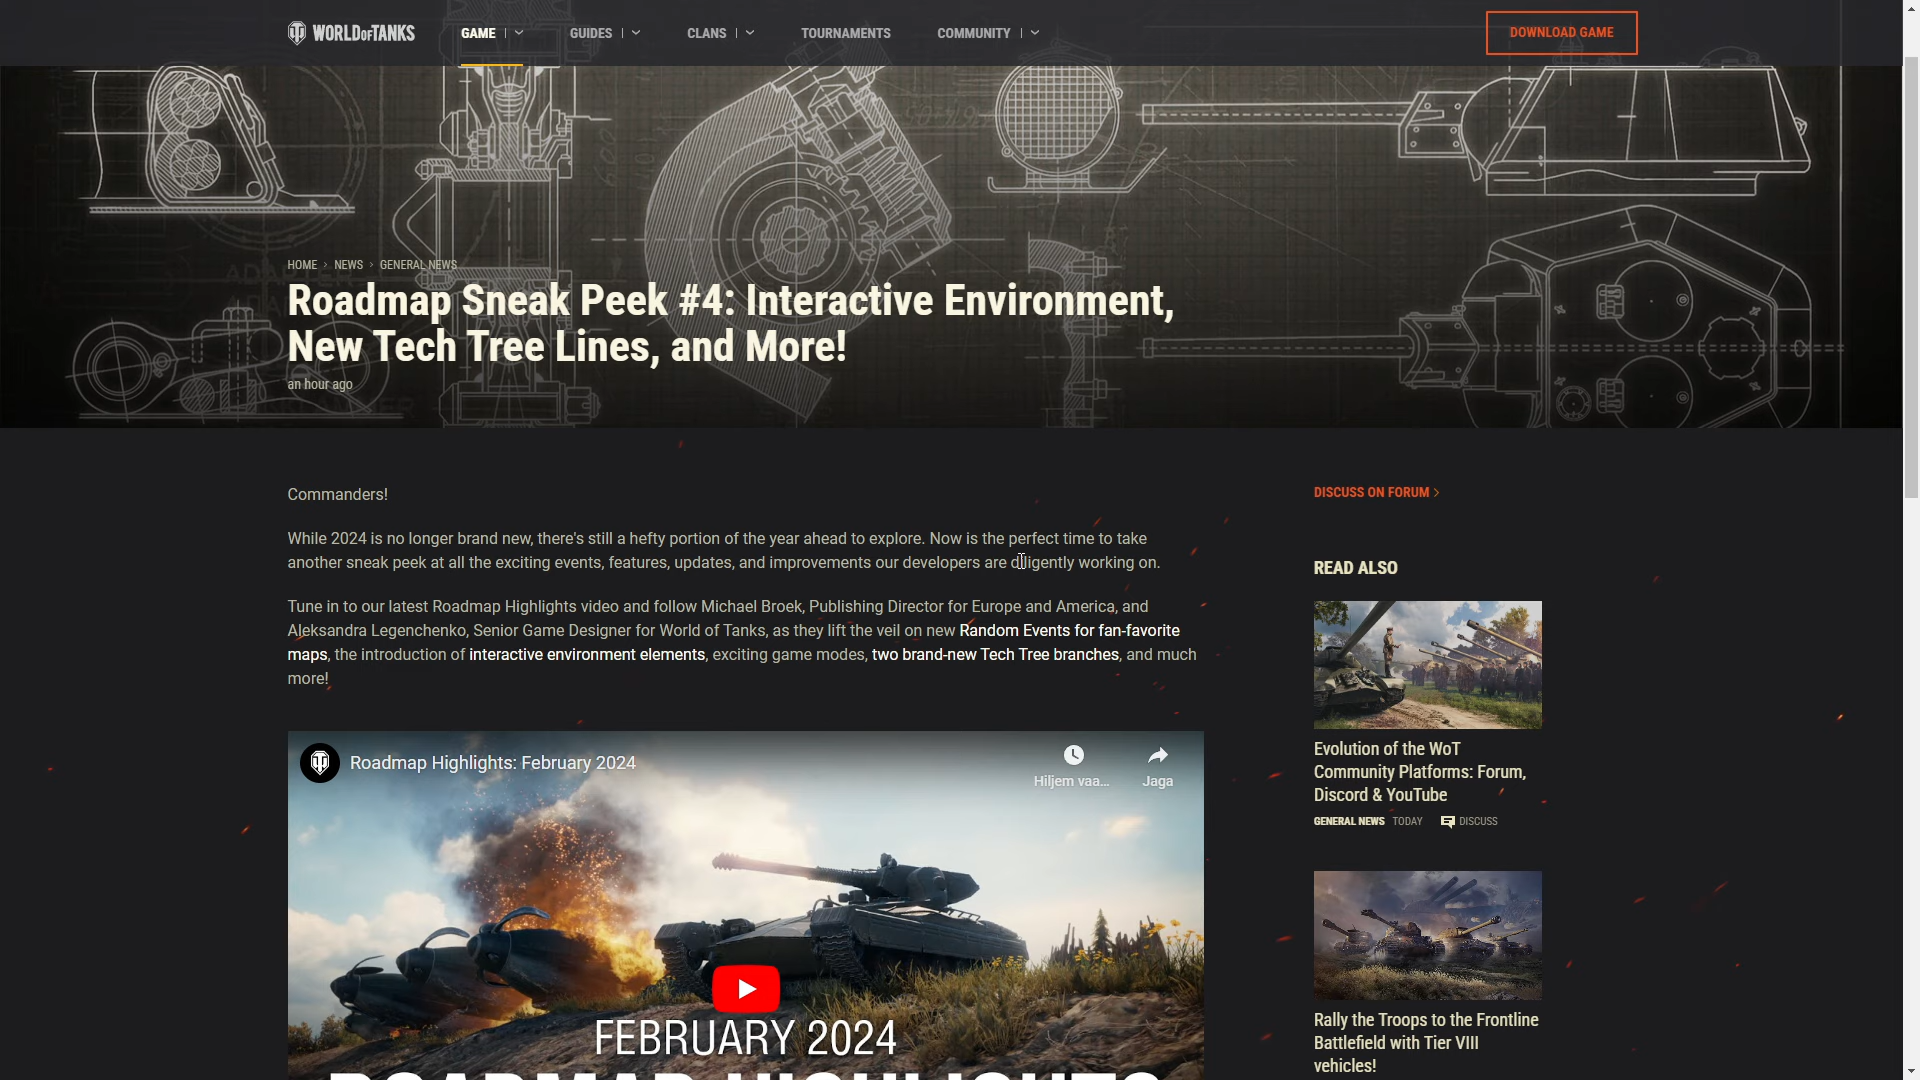 WORLD OF TANKS
GAME
GUIDES
CLANS
TOURNAMENTS
COMMUNITY
DOWNLOAD GAME
HOME › NEWS › GENERAL NEWS
Roadmap Sneak Peek #4: Interactive Environment,
New Tech Tree Lines, and More!
an hour ago
Commanders!
While 2024 is no longer brand new, there's still a hefty portion of the year ahead to explore. Now is the perfect time to take
another sneak peek at all the exciting events, features, updates, and improvements our developers are diligently working on.
Tune in to our latest Roadmap Highlights video and follow Michael Broek, Publishing Director for Europe and America, and
Aleksandra Legenchenko, Senior Game Designer for World of Tanks, as they lift the veil on new Random Events for fan-favorite
maps, the introduction of interactive environment elements, exciting game modes, two brand-new Tech Tree branches, and much
more!
Roadmap Highlights: February 2024
Hiljem vaa...
Jaga
FEBRUARY 2024
ROADMAP HIGHLIGHTS
DISCUSS ON FORUM
READ ALSO
Evolution of the WoT
Community Platforms: Forum,
Discord & YouTube
GENERAL NEWS TODAY DISCUSS
Rally the Troops to the Frontline
Battlefield with Tier VIII
vehicles!